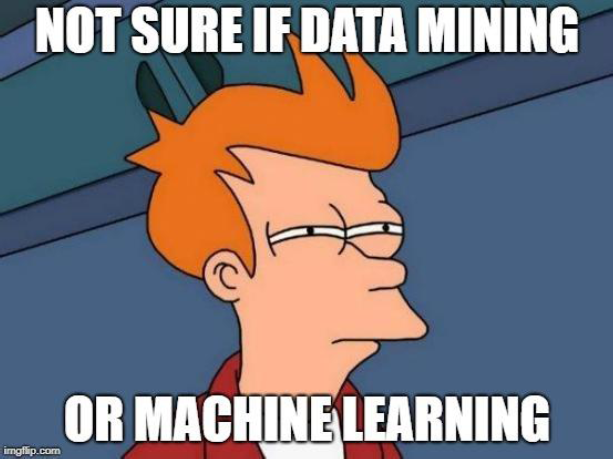 NOT SURE IF DATA MINING
OR MACHINE LEARNING
imgflip.com